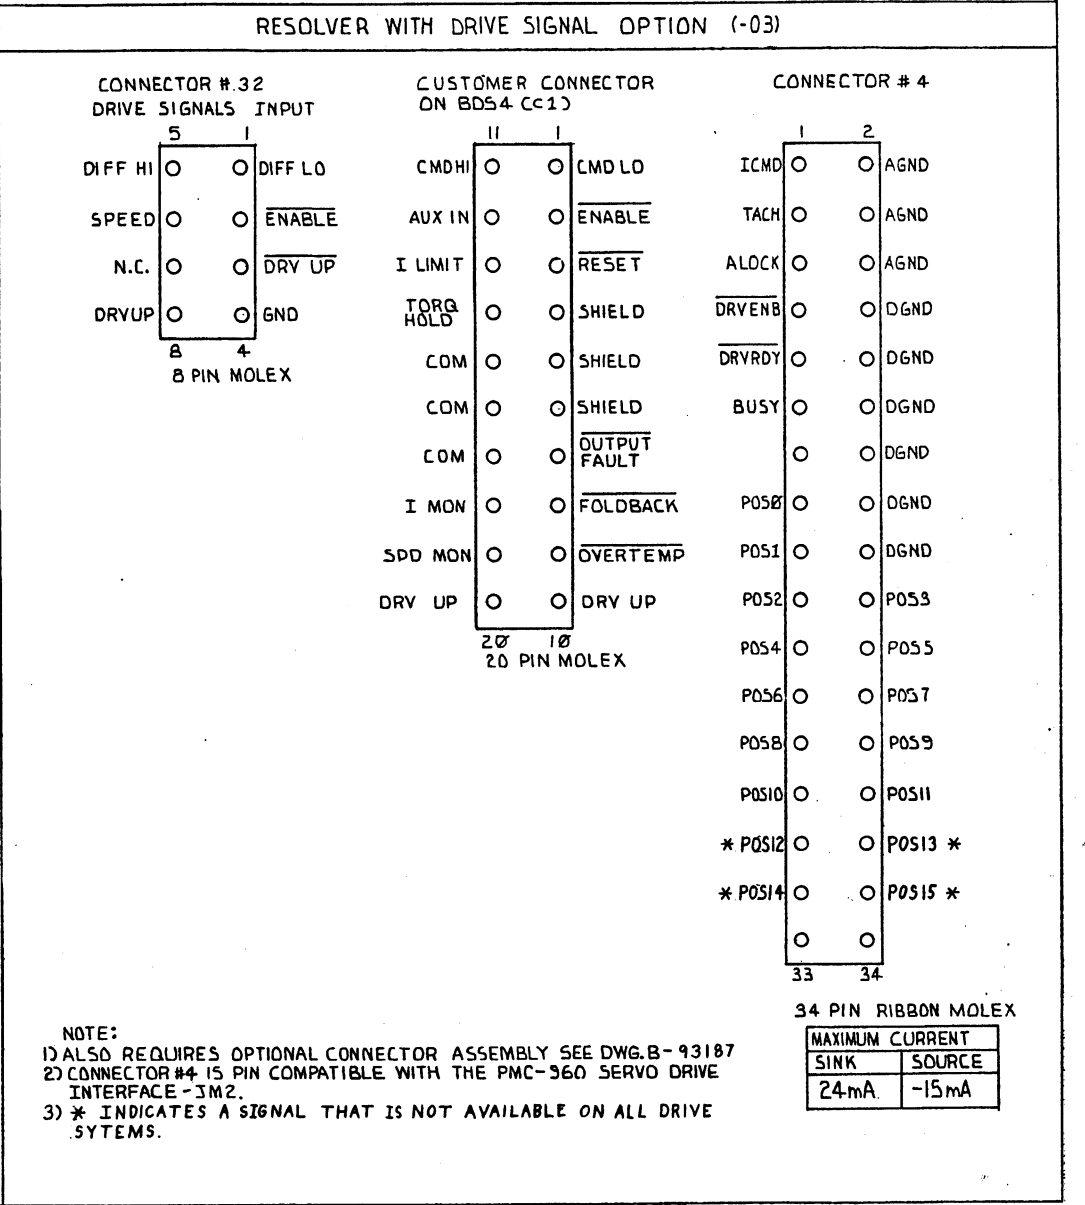 RESOLVER WITH DRIVE SIGNAL OPTION (-03)
CONNECTOR #.32
DRIVE SIGNALS INPUT
5 1
DIFF HI DIFF LO
SPEED ENABLE
N.C. DRV UP
DRVUP GND
8 4
8 PIN MOLEX
CUSTOMER CONNECTOR
ON BDS4 (C1)
11 1
CMDHI CMD LO
AUX IN ENABLE
I LIMIT RESET
TORQ
HOLD SHIELD
COM SHIELD
COM SHIELD
COM OUTPUT
FAULT
I MON FOLDBACK
SPD MON OVERTEMP
DRV UP DRV UP
20 10
20 PIN MOLEX
CONNECTOR # 4
1 2
ICMD AGND
TACH AGND
ALOCK AGND
DRVENB DGND
DRVRDY DGND
BUSY DGND
DGND
POS0 DGND
POS1 DGND
POS2 POS3
POS4 POS5
POS6 POS7
POS8 POS9
POS10 POS11
* POS12 POS13 *
* POS14 POS15 *
33 34
34 PIN RIBBON MOLEX
MAXIMUM CURRENT
SINK SOURCE
24mA. -15mA
NOTE:
1) ALSO REQUIRES OPTIONAL CONNECTOR ASSEMBLY SEE DWG.B-93187
2) CONNECTOR #4 IS PIN COMPATIBLE WITH THE PMC-960 SERVO DRIVE
INTERFACE-JM2.
3) * INDICATES A SIGNAL THAT IS NOT AVAILABLE ON ALL DRIVE
SYTEMS.